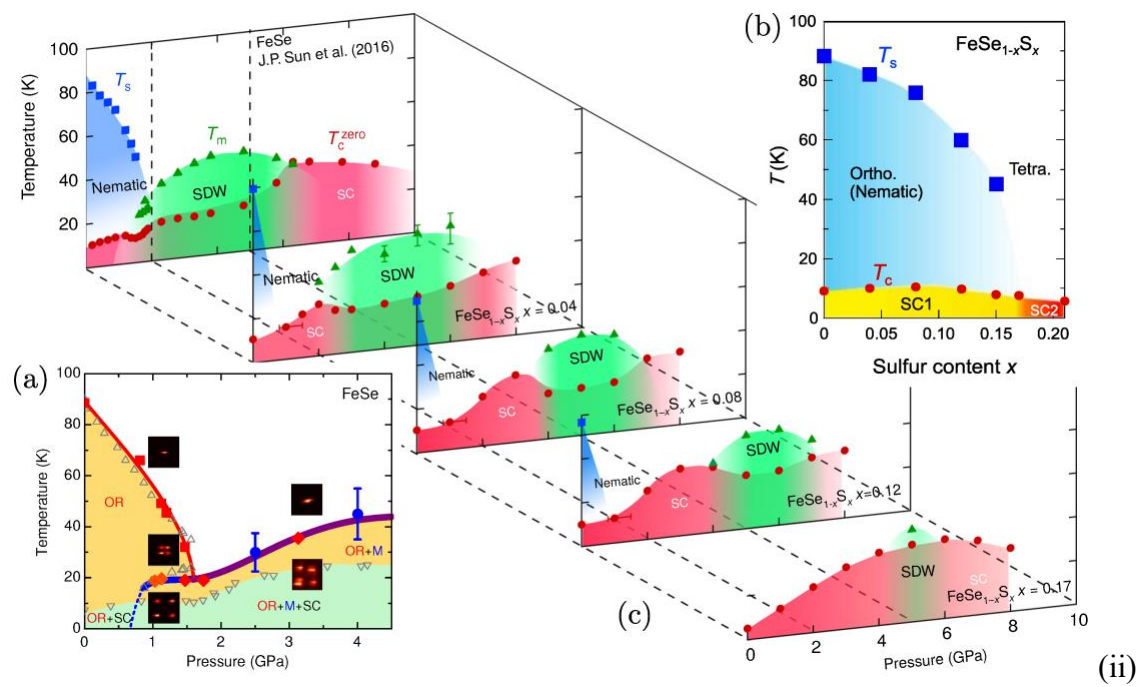 FeSe
J.P. Sun et al. (2016)
Temperature (K)
100
80
60
40
20
Ts
Nematic
Tm
SDW
Tc zero
SC
Nematic
SDW
SC
FeSe1-xSx x = 0.04
Nematic
SDW
SC
FeSe1-xSx x = 0.08
Nematic
SDW
SC
FeSe1-xSx x = 0.12
SDW
SC
FeSe1-xSx x = 0.17
0
2
4
6
8
10
Pressure (GPa)
(c)
(b)
T (K)
100
80
60
40
20
0
Ts
FeSe1-xSx
Ortho.
(Nematic)
Tetra.
Tc
SC1
SC2
0
0.05
0.10
0.15
0.20
Sulfur content x
(a)
Temperature (K)
100
80
60
40
20
0
FeSe
OR
OR+M
OR+SC
OR+M+SC
0
1
2
3
4
Pressure (GPa)
(ii)